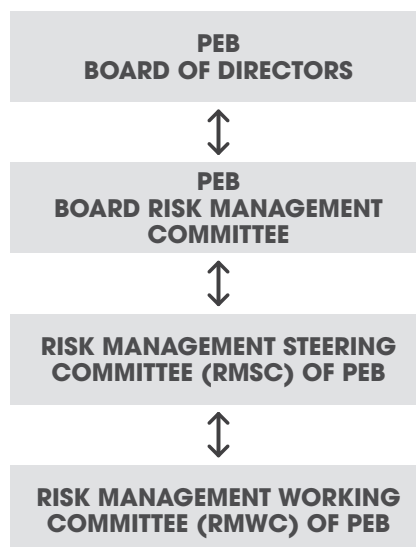 PEB
BOARD OF DIRECTORS
PEB
BOARD RISK MANAGEMENT
COMMITTEE
RISK MANAGEMENT STEERING
COMMITTEE (RMSC) OF PEB
RISK MANAGEMENT WORKING
COMMITTEE (RMWC) OF PEB